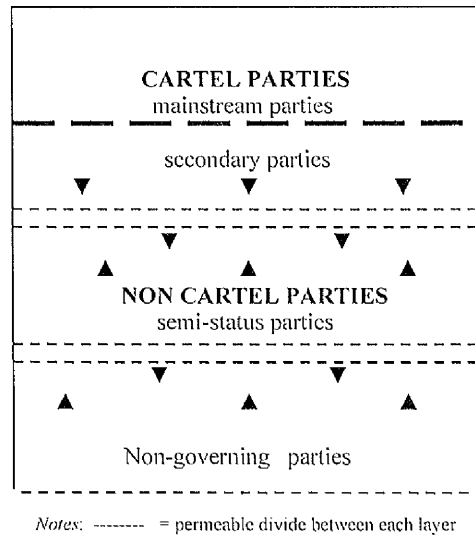 CARTEL PARTIES
mainstream parties
secondary parties
NON CARTEL PARTIES
semi-status parties
Non-governing parties
Notes: -------- = permeable divide between each layer